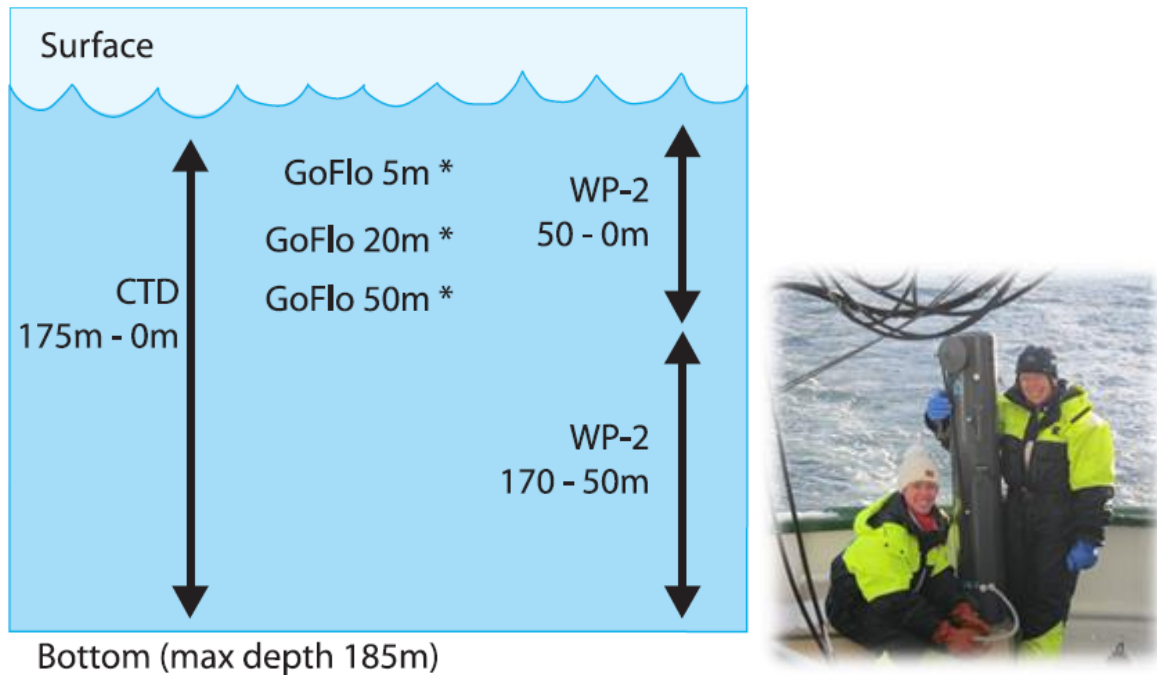 Surface
GoFlo 5m *
GoFlo 20m *
GoFlo 50m *
CTD
175m - 0m
WP-2
50 - 0m
WP-2
170 - 50m
Bottom (max depth 185m)